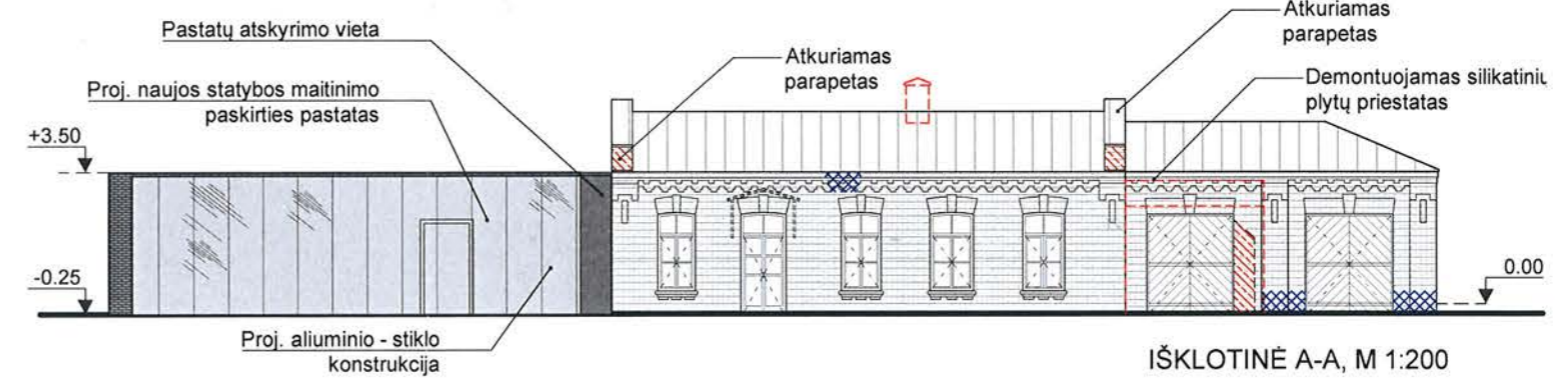 Pastatų atskyrimo vieta
Proj. naujos statybos maitinimo
paskirties pastatas
+3.50
-0.25
Proj. aliuminio - stiklo
konstrukcija
Atkuriamas
parapetas
Atkuriamas
parapetas
Demontuojamas silikatinių
plytų priestatas
0.00
IŠKLOTINĖ A-A, M 1:200